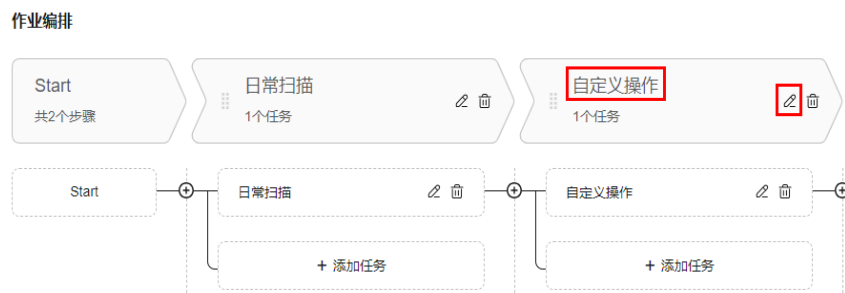 作业编排
Start
共2个步骤
日常扫描
1个任务
自定义操作
1个任务
Start
日常扫描
自定义操作
+ 添加任务
+ 添加任务